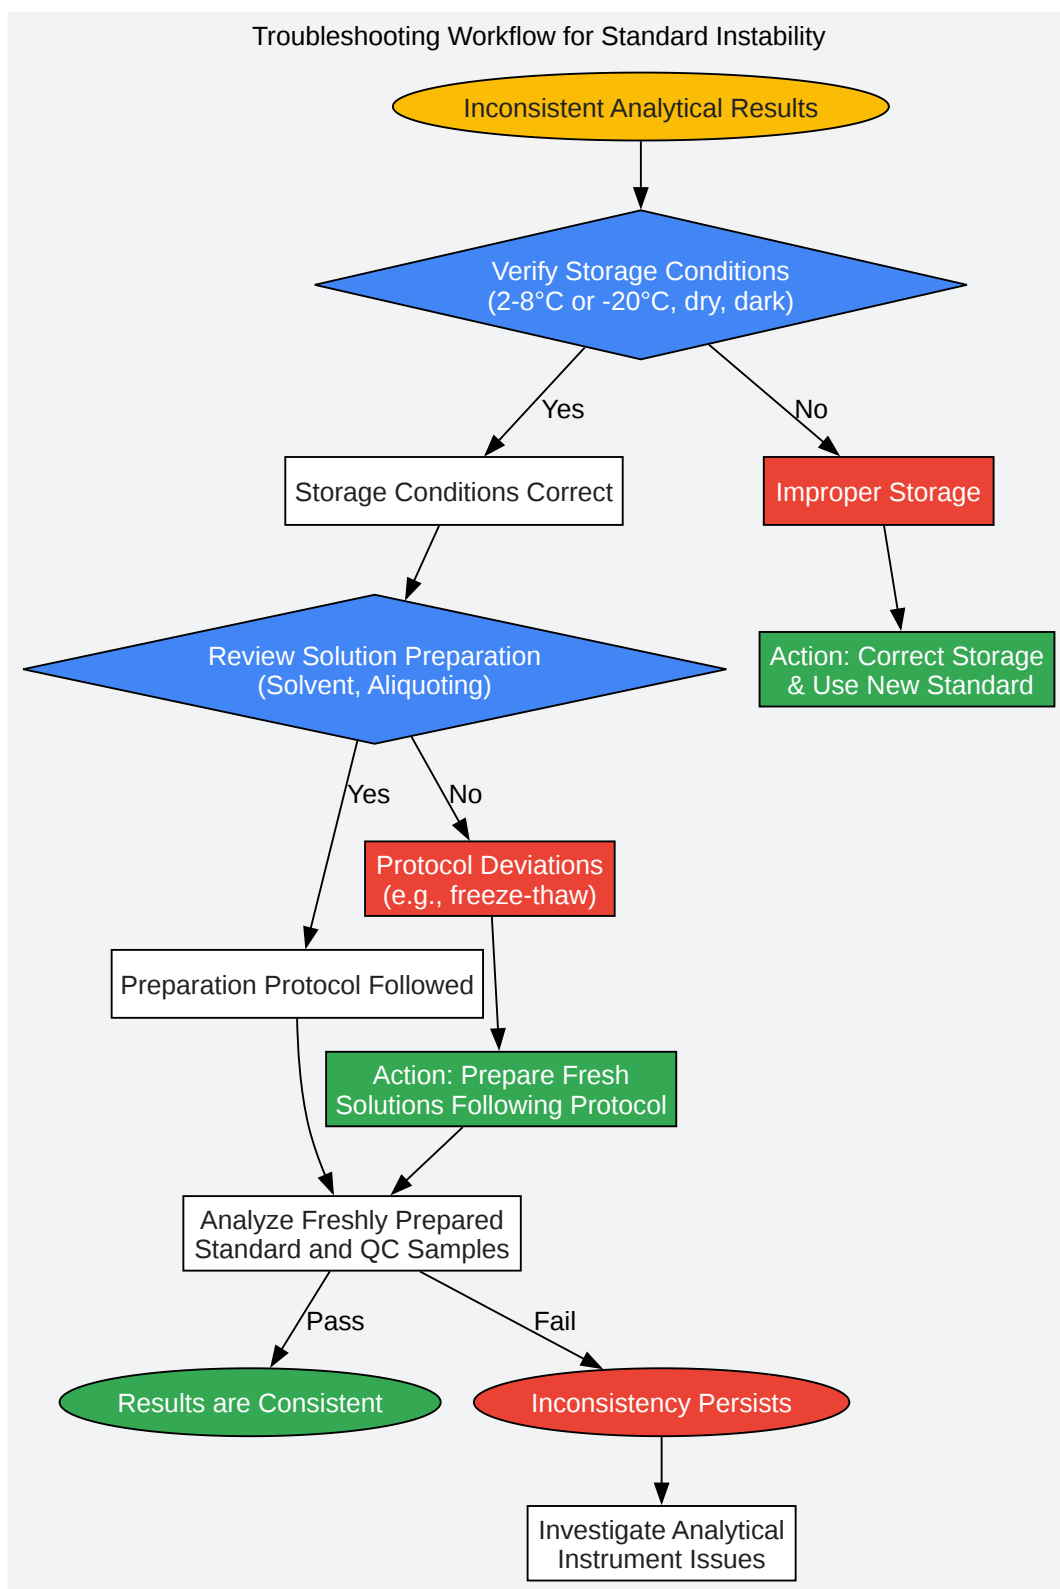 Troubleshooting Workflow for Standard Instability
Inconsistent Analytical Results
Verify Storage Conditions
(2-8°C or -20°C, dry, dark)
Yes
No
Storage Conditions Correct
Improper Storage
Review Solution Preparation
(Solvent, Aliquoting)
Action: Correct Storage
& Use New Standard
Yes
No
Protocol Deviations
(e.g., freeze-thaw)
Preparation Protocol Followed
Action: Prepare Fresh
Solutions Following Protocol
Analyze Freshly Prepared
Standard and QC Samples
Pass
Fail
Results are Consistent
Inconsistency Persists
Investigate Analytical
Instrument Issues